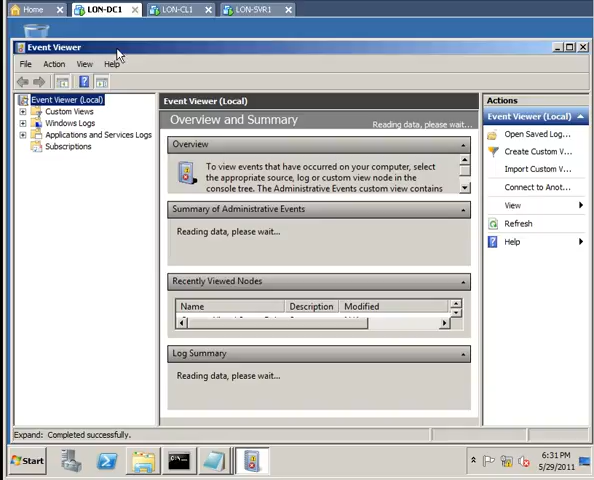 Home LON-DC1 LON-CL1 LON-SVR1
Event Viewer
File Action View Help
Event Viewer (Local)
Custom Views
Windows Logs
Applications and Services Logs
Subscriptions
Event Viewer (Local)
Overview and Summary Reading data, please wait...
Overview
To view events that have occurred on your computer, select
the appropriate source, log or custom view node in the
console tree. The Administrative Events custom view contains
Summary of Administrative Events
Reading data, please wait...
Recently Viewed Nodes
Name Description Modified
Log Summary
Reading data, please wait...
Actions
Event Viewer (Local)
Open Saved Log...
Create Custom V...
Import Custom V...
Connect to Anot...
View
Refresh
Help
Expand: Completed successfully.
Start
6:31 PM
5/29/2011